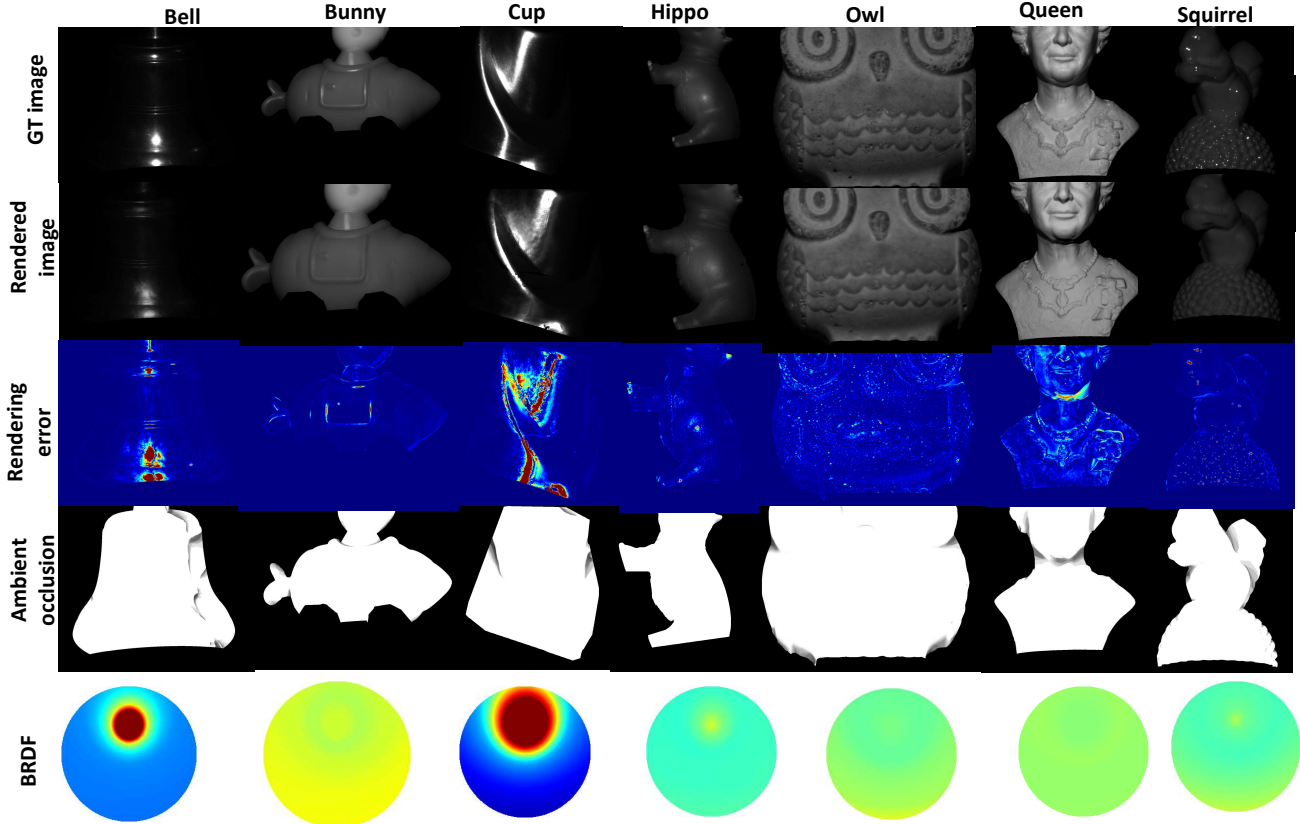 Bell Bunny Cup Hippo Owl Queen Squirrel
GT image
Rendered
image
Rendering
error
Ambient
occlusion
BRDF